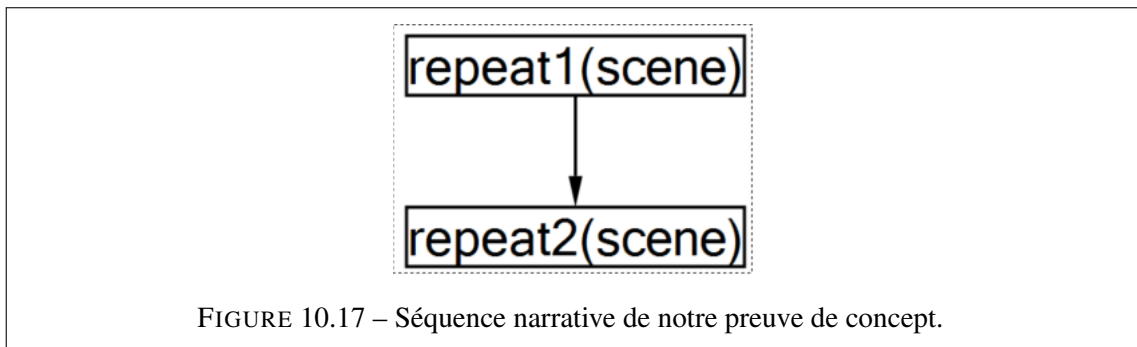 repeat1(scene)
repeat2(scene)
FIGURE 10.17 – Séquence narrative de notre preuve de concept.